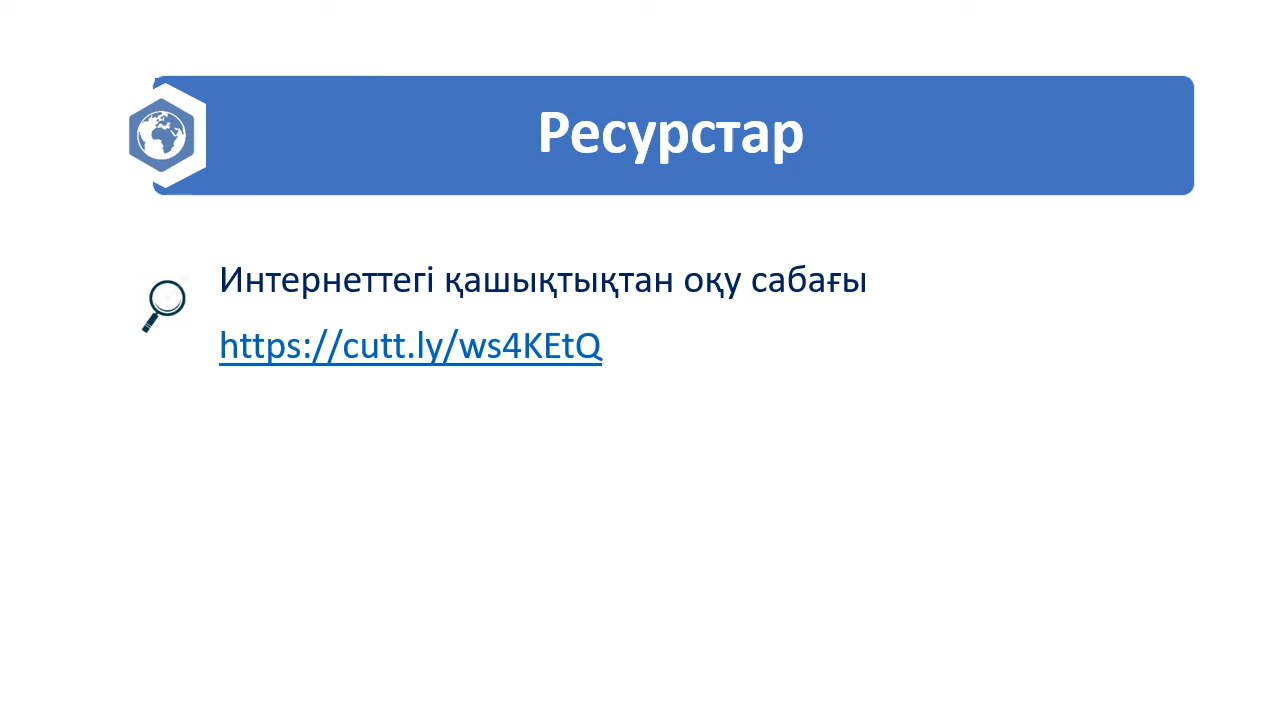 Ресурстар
Интернеттегі қашықтықтан оқу сабағы
https://cutt.ly/ws4KEtQ